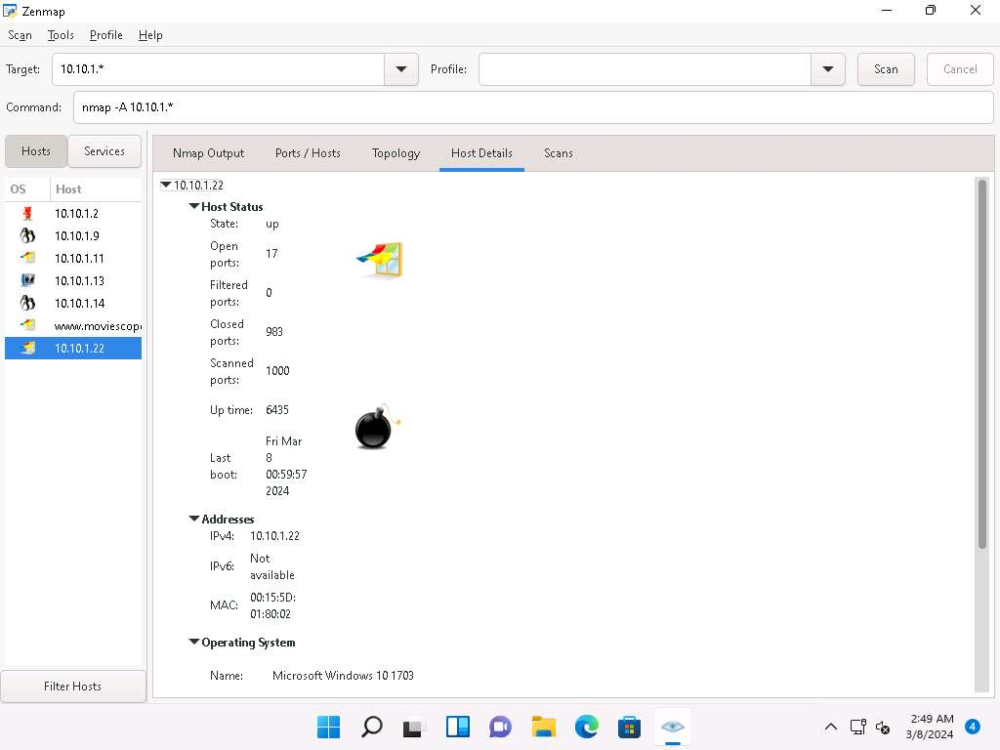 Zenmap
Scan Tools Profile Help
Target: 10.10.1.* Profile: Scan Cancel
Command: nmap -A 10.10.1.*
Hosts Services
Nmap Output Ports / Hosts Topology Host Details Scans
OS Host
10.10.1.2
10.10.1.9
10.10.1.11
10.10.1.13
10.10.1.14
www.moviescope
10.10.1.22
Filter Hosts
10.10.1.22
Host Status
State: up
Open ports: 17
Filtered ports: 0
Closed ports: 983
Scanned ports: 1000
Up time: 6435
Last boot: Fri Mar 8 00:59:57 2024
Addresses
IPv4: 10.10.1.22
IPv6: Not available
MAC: 00:15:5D:01:80:02
Operating System
Name: Microsoft Windows 10 1703
2:49 AM
3/8/2024
4